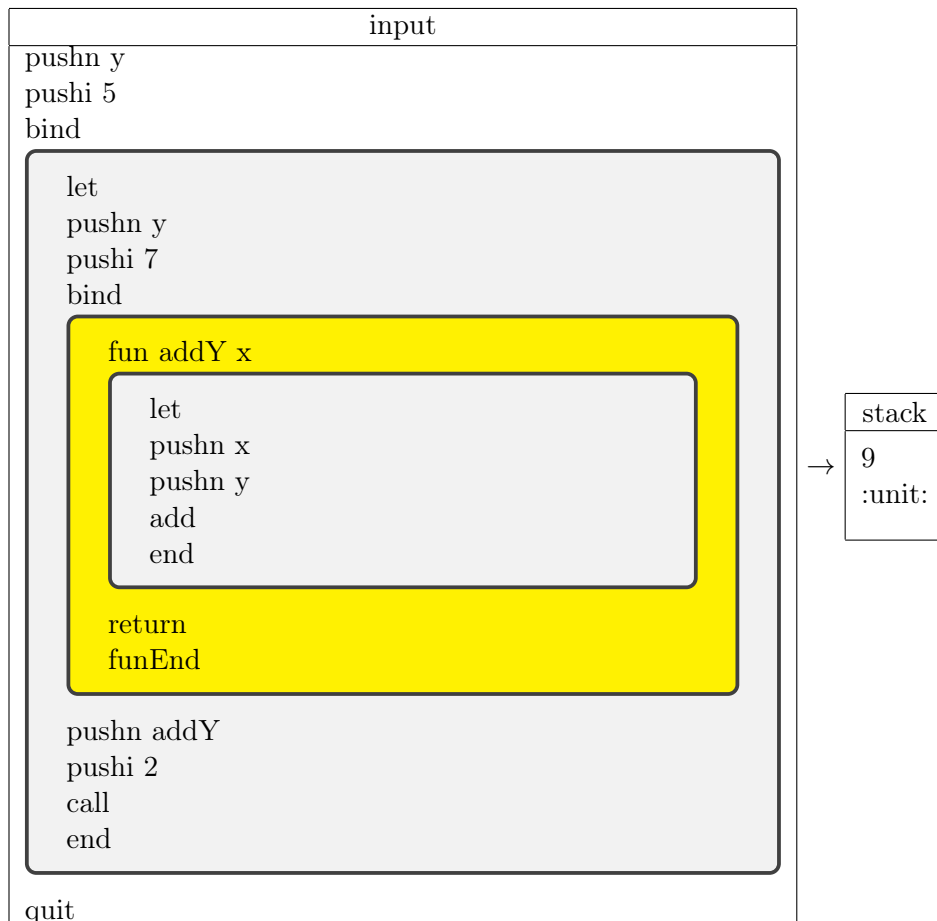 input
pushn y
pushi 5
bind
let
pushn y
pushi 7
bind
fun addY x
let
pushn x
pushn y
add
end
return
funEnd
pushn addY
pushi 2
call
end
quit
→
stack
9
:unit: